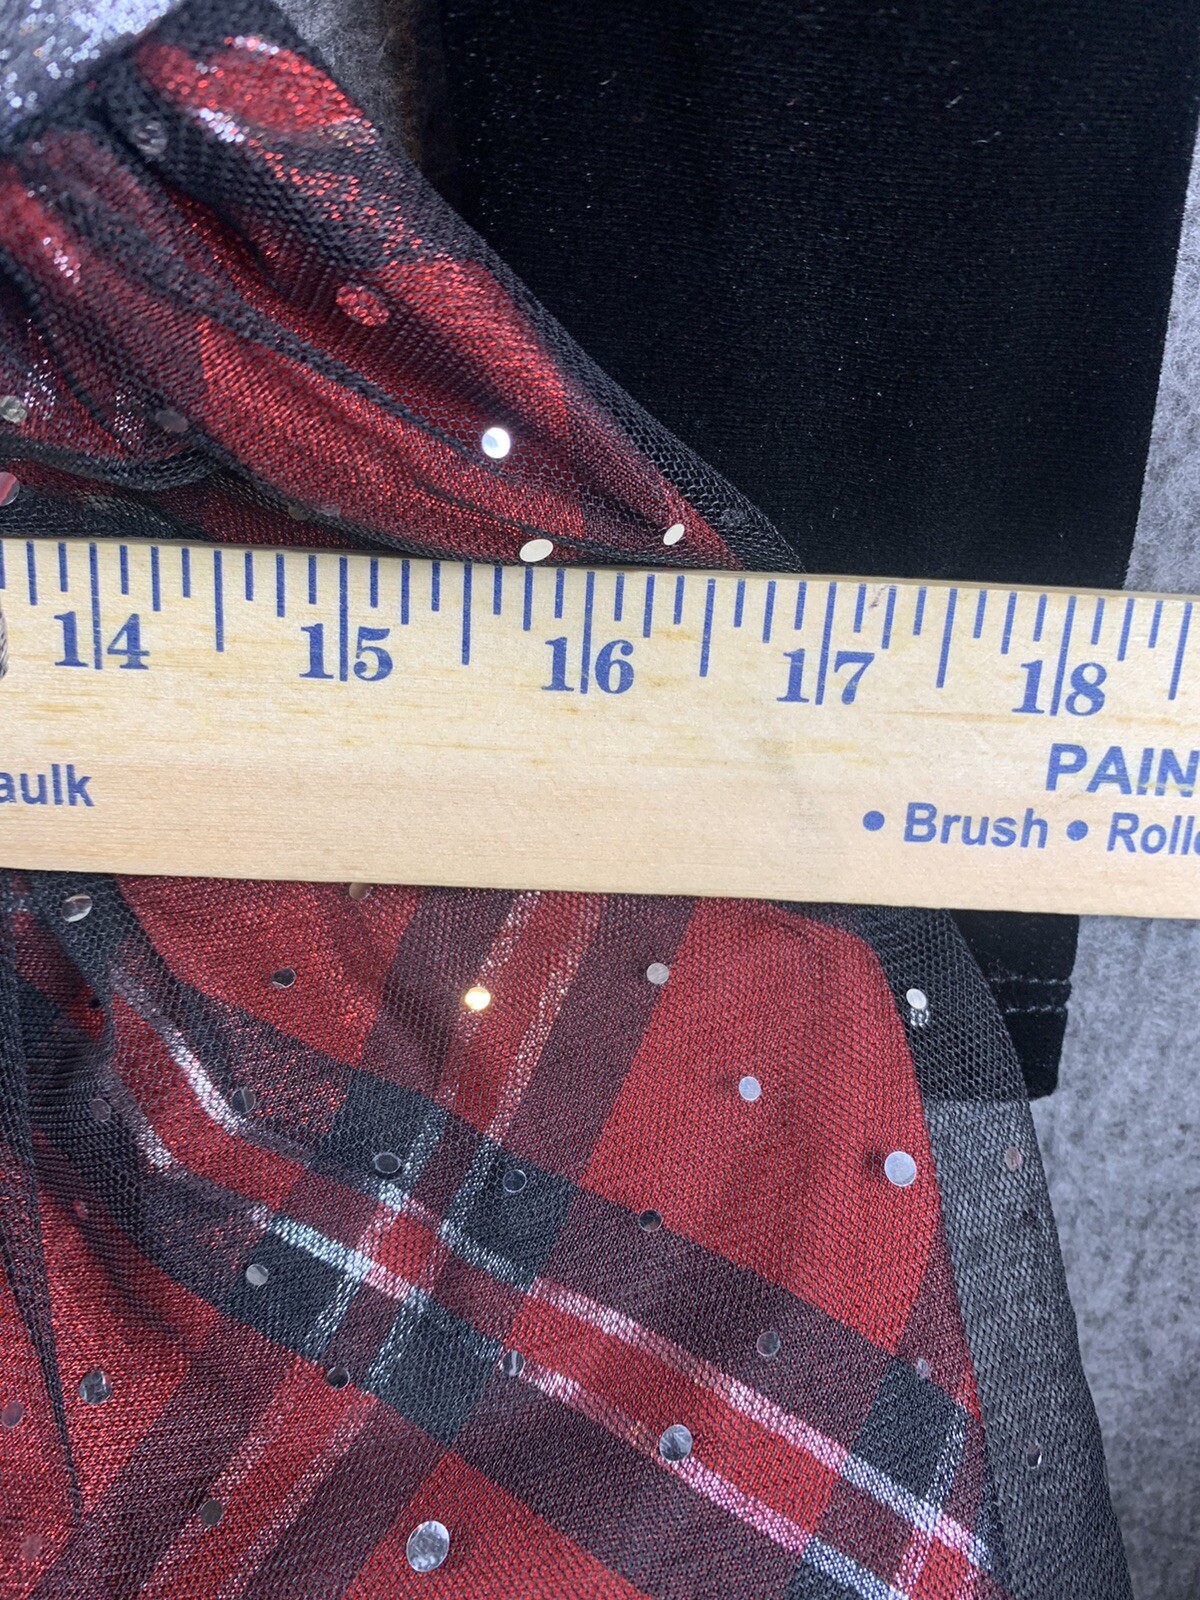 14 15 16 17 18
aulk
PAIN
• Brush • Rolle